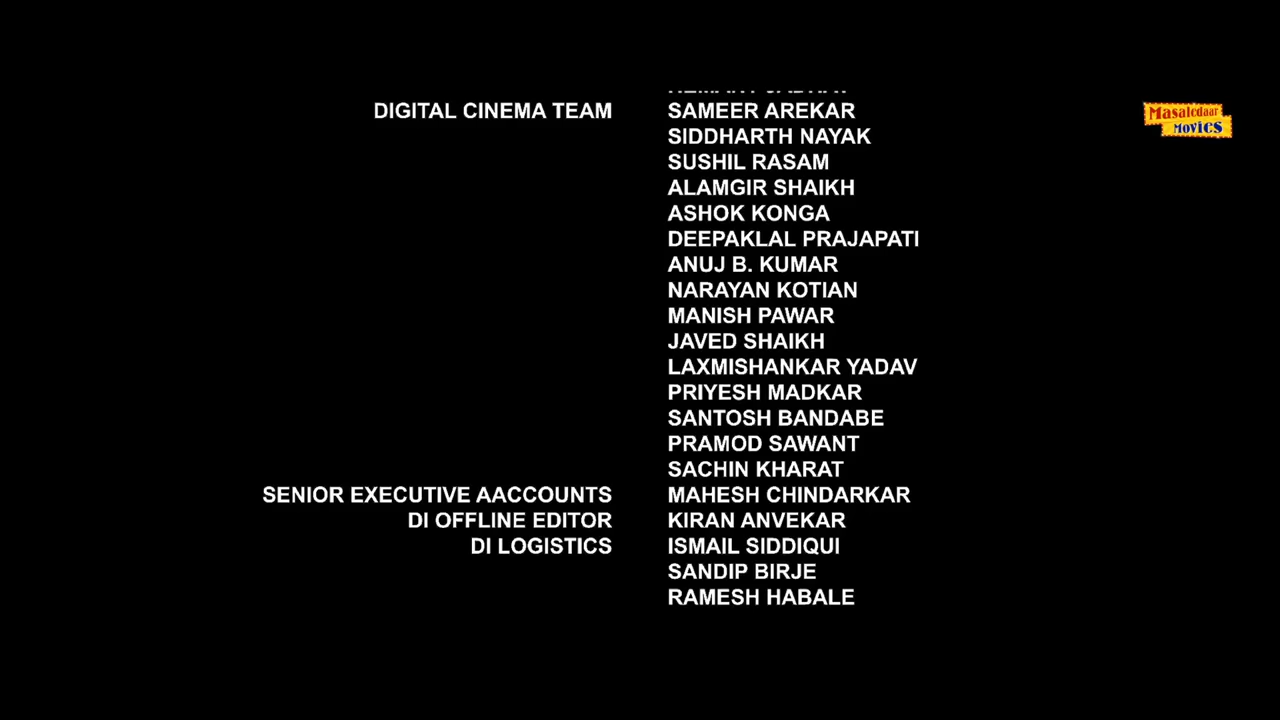 DIGITAL CINEMA TEAM SAMEER AREKAR
SIDDHARTH NAYAK
SUSHIL RASAM
ALAMGIR SHAIKH
ASHOK KONGA
DEEPAKLAL PRAJAPATI
ANUJ B. KUMAR
NARAYAN KOTIAN
MANISH PAWAR
JAVED SHAIKH
LAXMISHANKAR YADAV
PRIYESH MADKAR
SANTOSH BANDABE
PRAMOD SAWANT
SACHIN KHARAT
SENIOR EXECUTIVE AACCOUNTS MAHESH CHINDARKAR
DI OFFLINE EDITOR KIRAN ANVEKAR
DI LOGISTICS ISMAIL SIDDIQUI
SANDIP BIRJE
RAMESH HABALE
Masaledaar
Movies